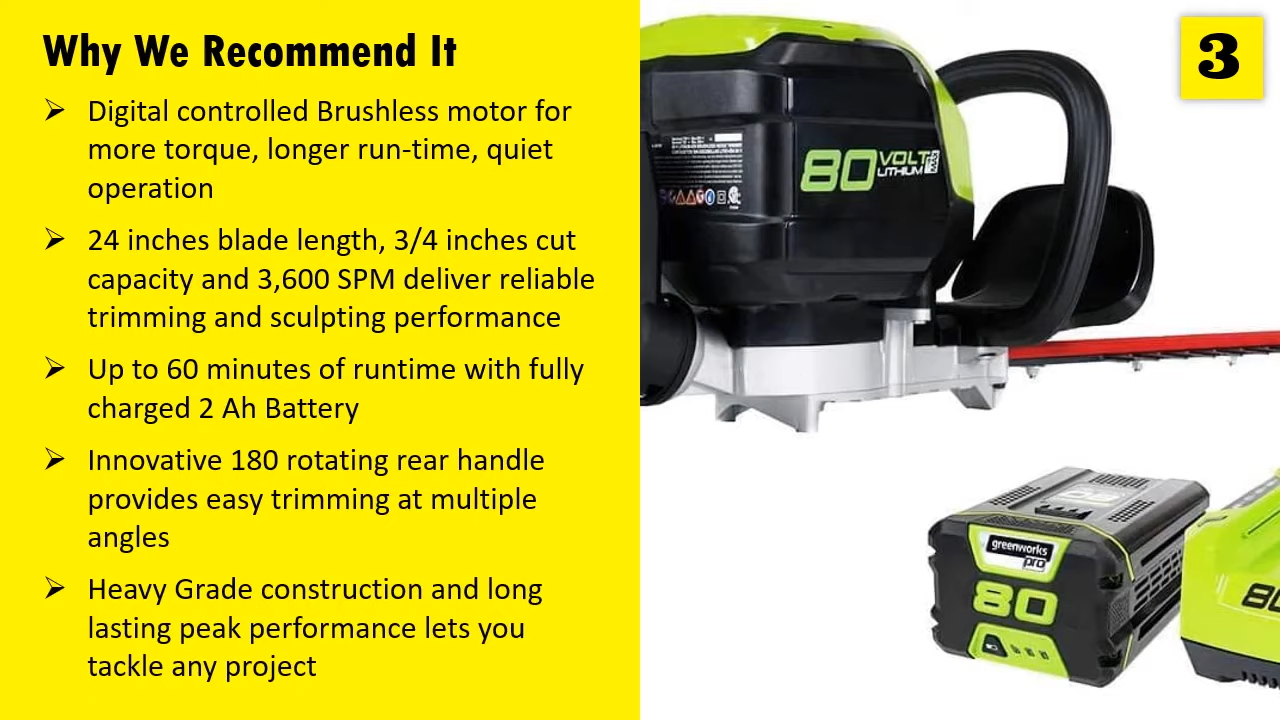 Why We Recommend It
3
➢ Digital controlled Brushless motor for
more torque, longer run-time, quiet
operation
➢ 24 inches blade length, 3/4 inches cut
capacity and 3,600 SPM deliver reliable
trimming and sculpting performance
➢ Up to 60 minutes of runtime with fully
charged 2 Ah Battery
➢ Innovative 180 rotating rear handle
provides easy trimming at multiple
angles
➢ Heavy Grade construction and long
lasting peak performance lets you
tackle any project
80 VOLT
LITHIUM MAX
greenworks
pro
80
80